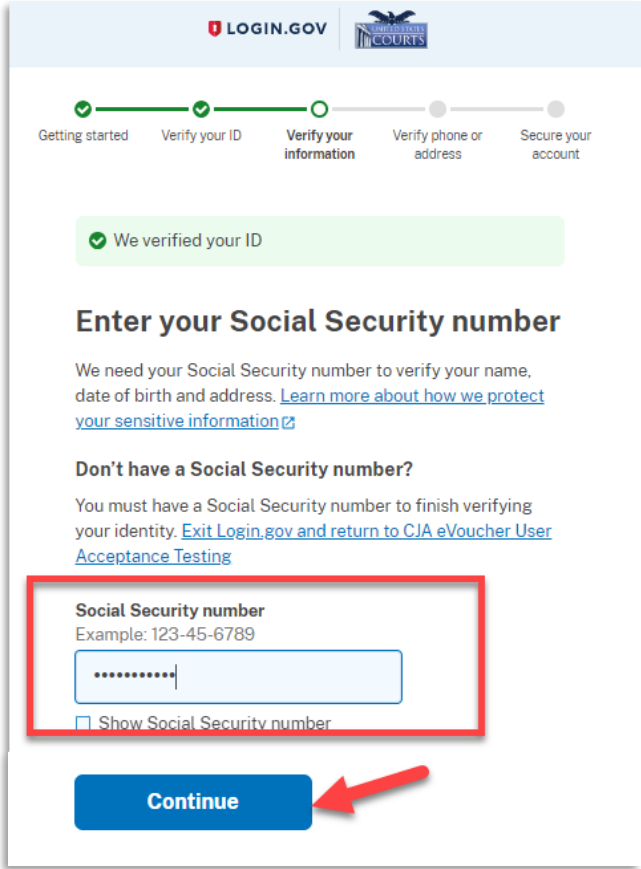 LOGIN.GOV
UNITED STATES
COURTS
Getting started
Verify your ID
Verify your
information
Verify phone or
address
Secure your
account
We verified your ID
Enter your Social Security number
We need your Social Security number to verify your name,
date of birth and address. Learn more about how we protect
your sensitive information
Don’t have a Social Security number?
You must have a Social Security number to finish verifying
your identity. Exit Login.gov and return to CJA eVoucher User
Acceptance Testing
Social Security number
Example: 123-45-6789
•••••••••••
Show Social Security number
Continue